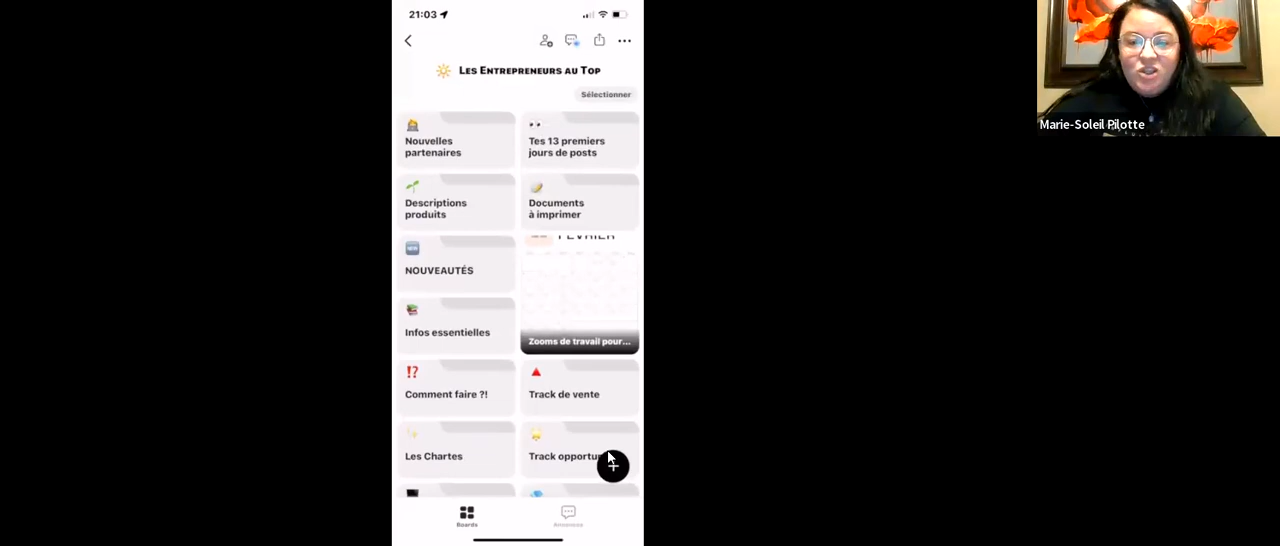 21:03
LES ENTREPRENEURS AU TOP
Sélectionner
Nouvelles
partenaires
Tes 13 premiers
jours de posts
Descriptions
produits
Documents
à imprimer
NOUVEAUTÉS
FÉVRIER
Zooms de travail pour...
Infos essentielles
Comment faire ?!
Track de vente
Les Chartes
Track opportu
Boards
Annonces
Marie-Soleil Pilotte